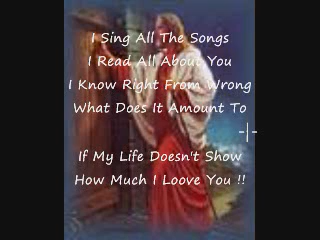 I Sing All The Songs
I Read All About You
I Know Right From Wrong
What Does It Amount To
-|-
If My Life Doesn't Show
How Much I Loove You !!